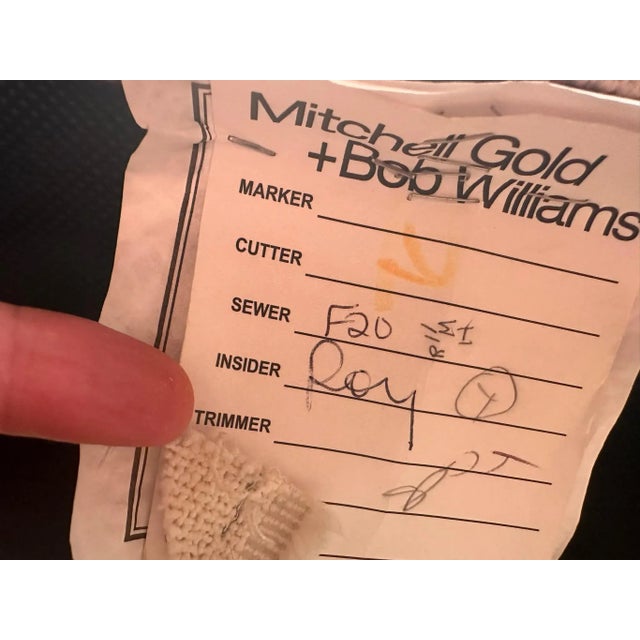 Mitchell Gold
+Bob Williams
MARKER
CUTTER
SEWER F20
INSIDER Roy Y
TRIMMER